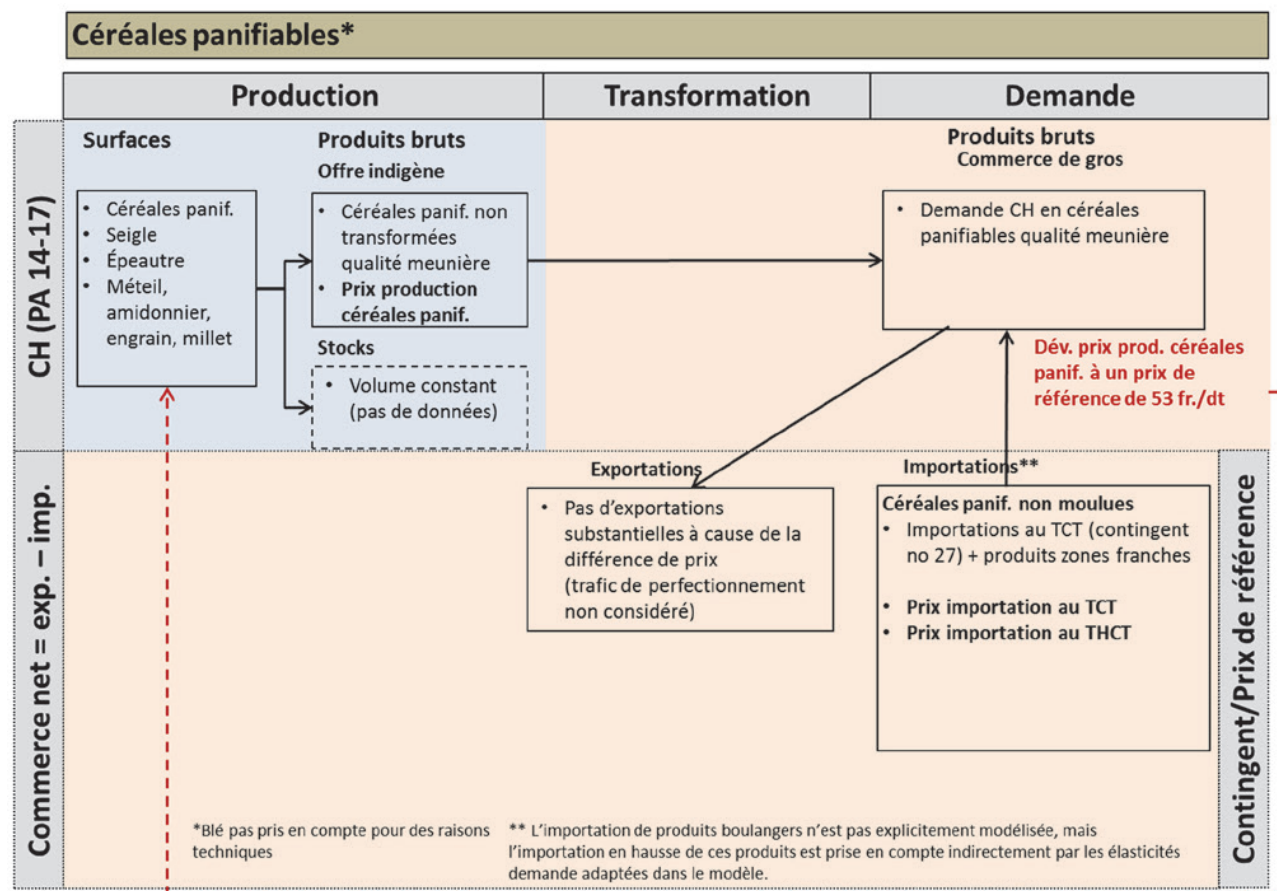 Céréales panifiables*
Production
Transformation
Demande
CH (PA 14-17)
Surfaces
• Céréales panif.
• Seigle
• Épeautre
• Méteil,
amidonnier,
engrain, millet
Produits bruts
Offre indigène
• Céréales panif. non
transformées
qualité meunière
• Prix production
céréales panif.
Stocks
• Volume constant
(pas de données)
Produits bruts
Commerce de gros
• Demande CH en céréales
panifiables qualité meunière
Dév. prix prod. céréales
panif. à un prix de
référence de 53 fr./dt
Commerce net = exp. – imp.
Exportations
• Pas d'exportations
substantielles à cause de la
différence de prix
(trafic de perfectionnement
non considéré)
Importations**
Céréales panif. non moulues
• Importations au TCT (contingent
no 27) + produits zones franches
• Prix importation au TCT
• Prix importation au THCT
Contingent/Prix de référence
*Blé pas pris en compte pour des raisons
techniques
** L'importation de produits boulangers n'est pas explicitement modélisée, mais
l'importation en hausse de ces produits est prise en compte indirectement par les élasticités
demande adaptées dans le modèle.